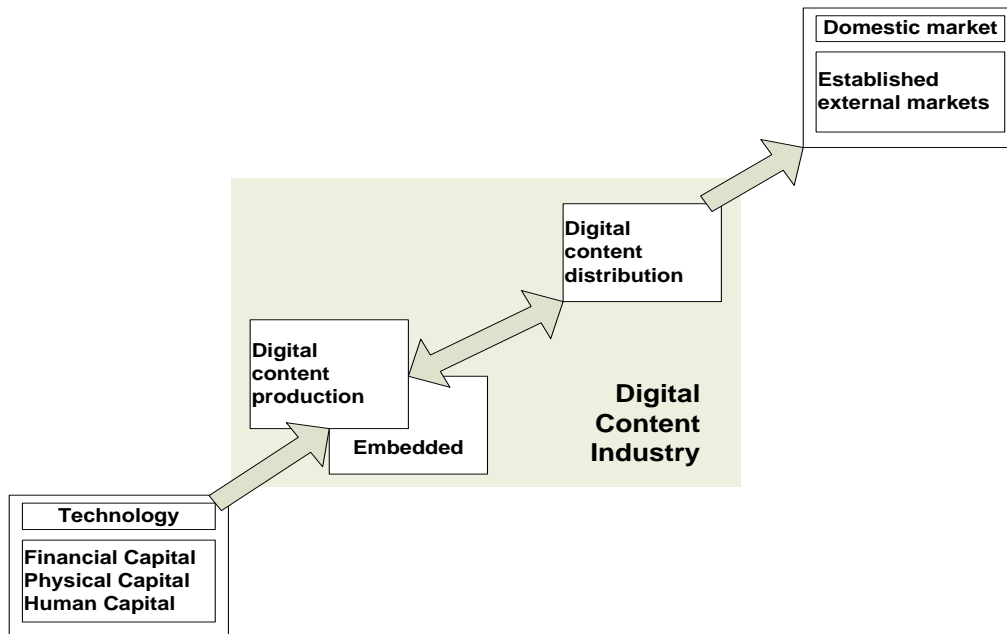 Domestic market
Established
external markets
Digital
content
distribution
Digital
content
production
Embedded
Digital
Content
Industry
Technology
Financial Capital
Physical Capital
Human Capital